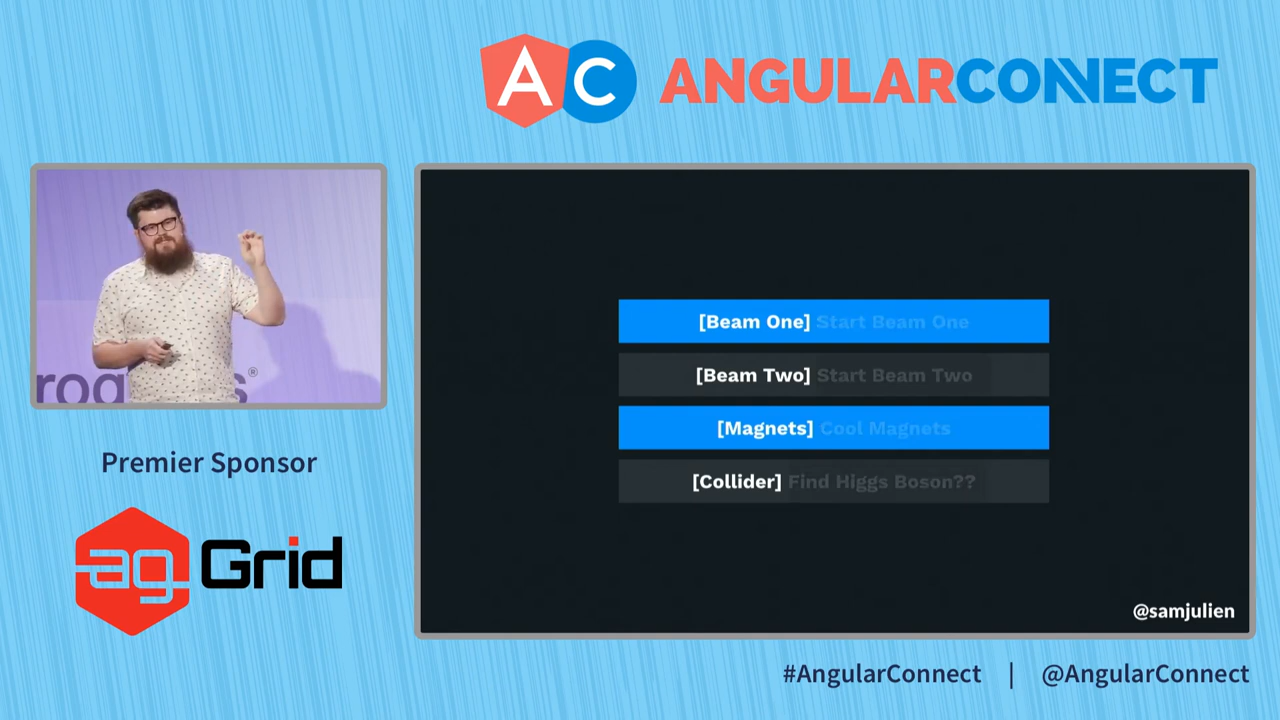 AC ANGULARCONNECT
[Beam One] Start Beam One
[Beam Two] Start Beam Two
[Magnets] Cool Magnets
[Collider] Find Higgs Boson??
@samjulien
Premier Sponsor
ag Grid
#AngularConnect | @AngularConnect